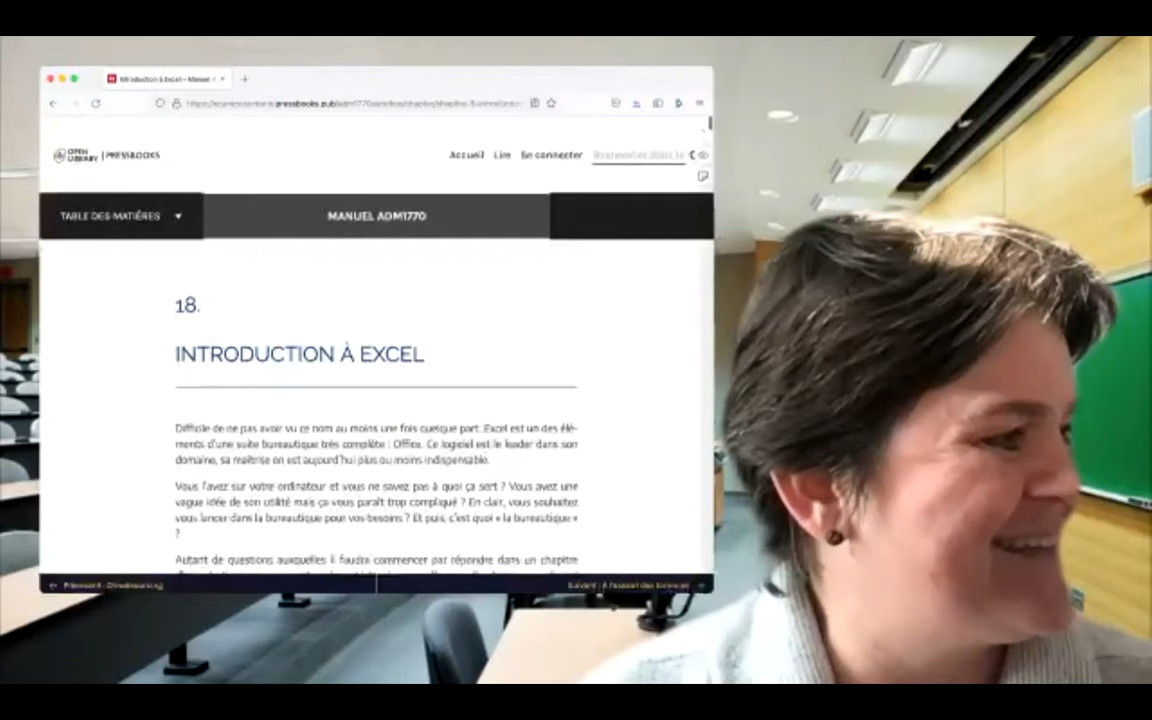 Introduction à Excel – Manuel
OPEN
LIBRARY | PRESSBOOKS
Accueil Lire Se connecter
TABLE DES MATIÈRES
MANUEL ADM1770
18.
INTRODUCTION À EXCEL
Difficile de ne pas avoir vu ce nom au moins une fois quelque part. Excel est un des élé-
ments d'une suite bureautique très complète : Office. Ce logiciel est le leader dans son
domaine, sa maîtrise en est aujourd'hui plus ou moins indispensable.
Vous l'avez sur votre ordinateur et vous ne savez pas à quoi ça sert ? Vous avez une
vague idée de son utilité mais ça vous paraît trop compliqué ? En clair, vous souhaitez
vous lancer dans la bureautique pour vos besoins ? Et puis, c'est quoi « la bureautique »
?
Autant de questions auxquelles il faudra commencer par répondre dans un chapitre
← Précédent : Crowdsourcing